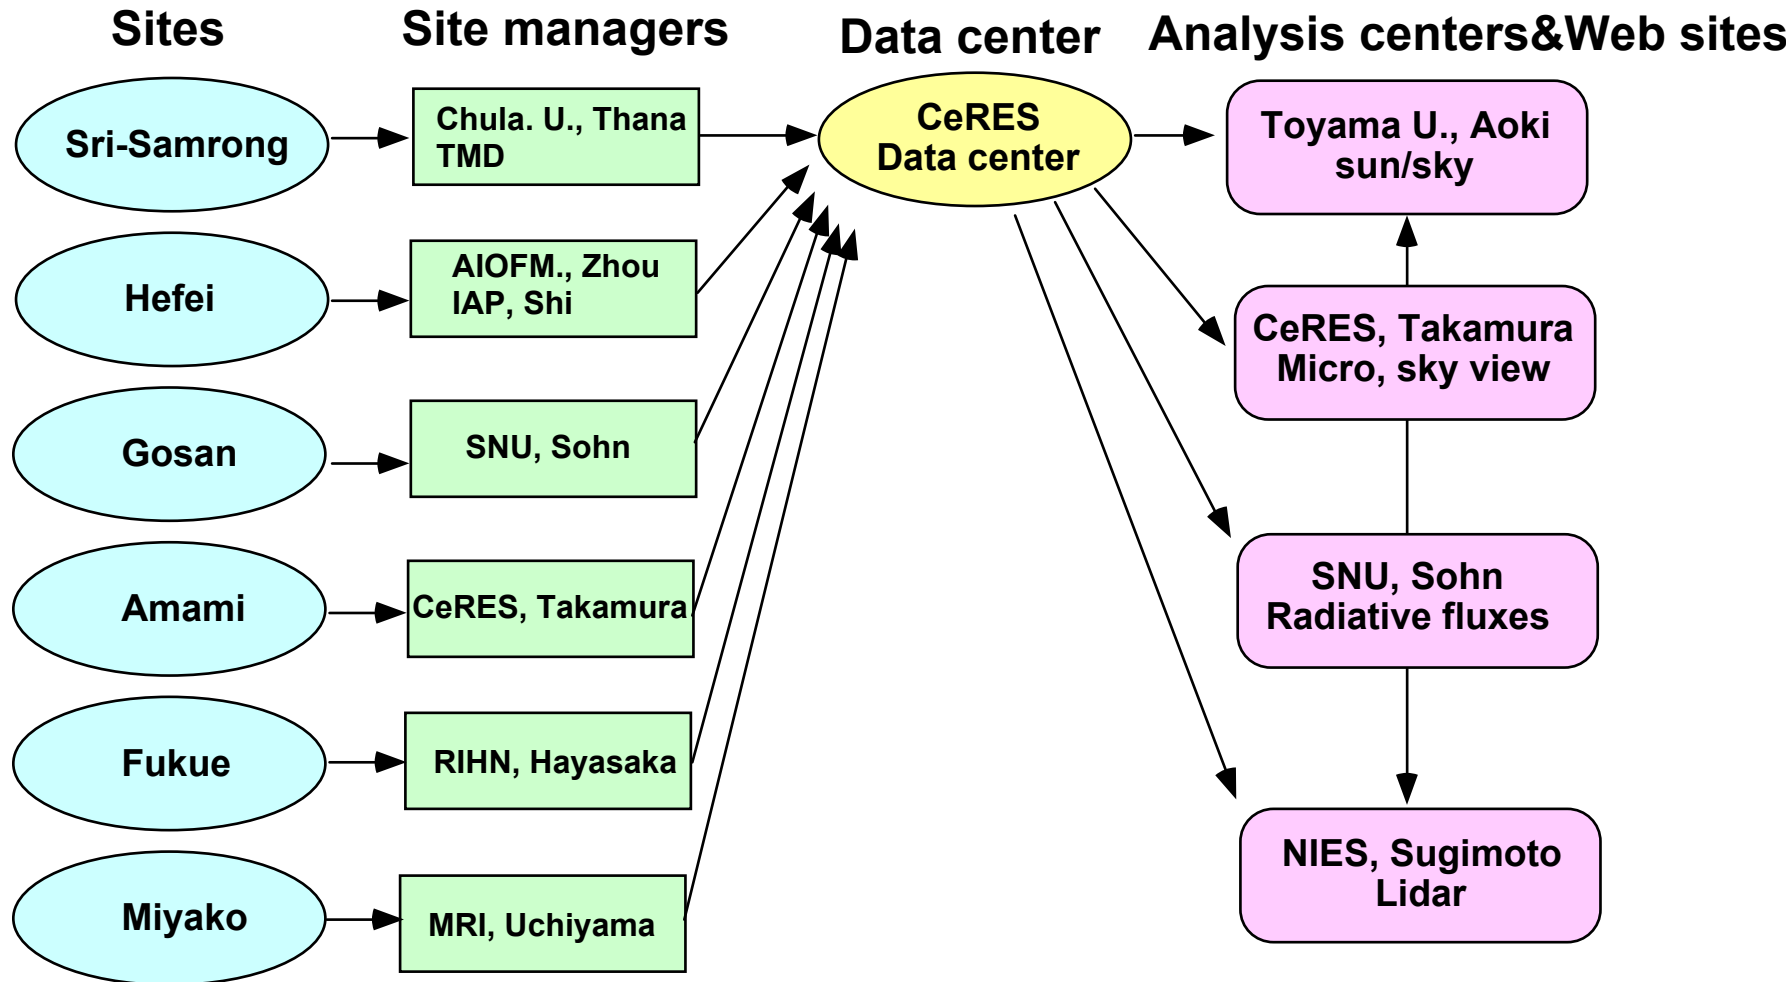 Sites
Site managers
Data center
Analysis centers&Web sites
Sri-Samrong
Chula. U., Thana
TMD
CeRES
Data center
Toyama U., Aoki
sun/sky
Hefei
AIOFM., Zhou
IAP, Shi
CeRES, Takamura
Micro, sky view
Gosan
SNU, Sohn
SNU, Sohn
Radiative fluxes
Amami
CeRES, Takamura
Fukue
RIHN, Hayasaka
NIES, Sugimoto
Lidar
Miyako
MRI, Uchiyama